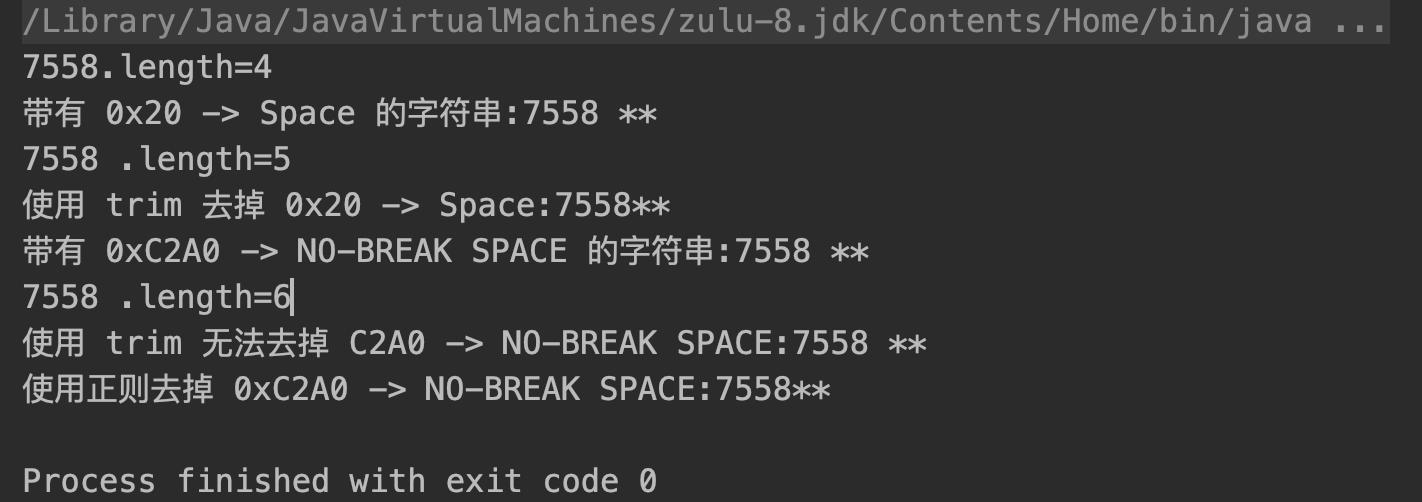 /Library/Java/JavaVirtualMachines/zulu-8.jdk/Contents/Home/bin/java ...
7558.length=4
带有 0x20 -> Space 的字符串:7558 **
7558 .length=5
使用 trim 去掉 0x20 -> Space:7558**
带有 0xC2A0 -> NO-BREAK SPACE 的字符串:7558 **
7558 .length=6
使用 trim 无法去掉 C2A0 -> NO-BREAK SPACE:7558 **
使用正则去掉 0xC2A0 -> NO-BREAK SPACE:7558**
Process finished with exit code 0